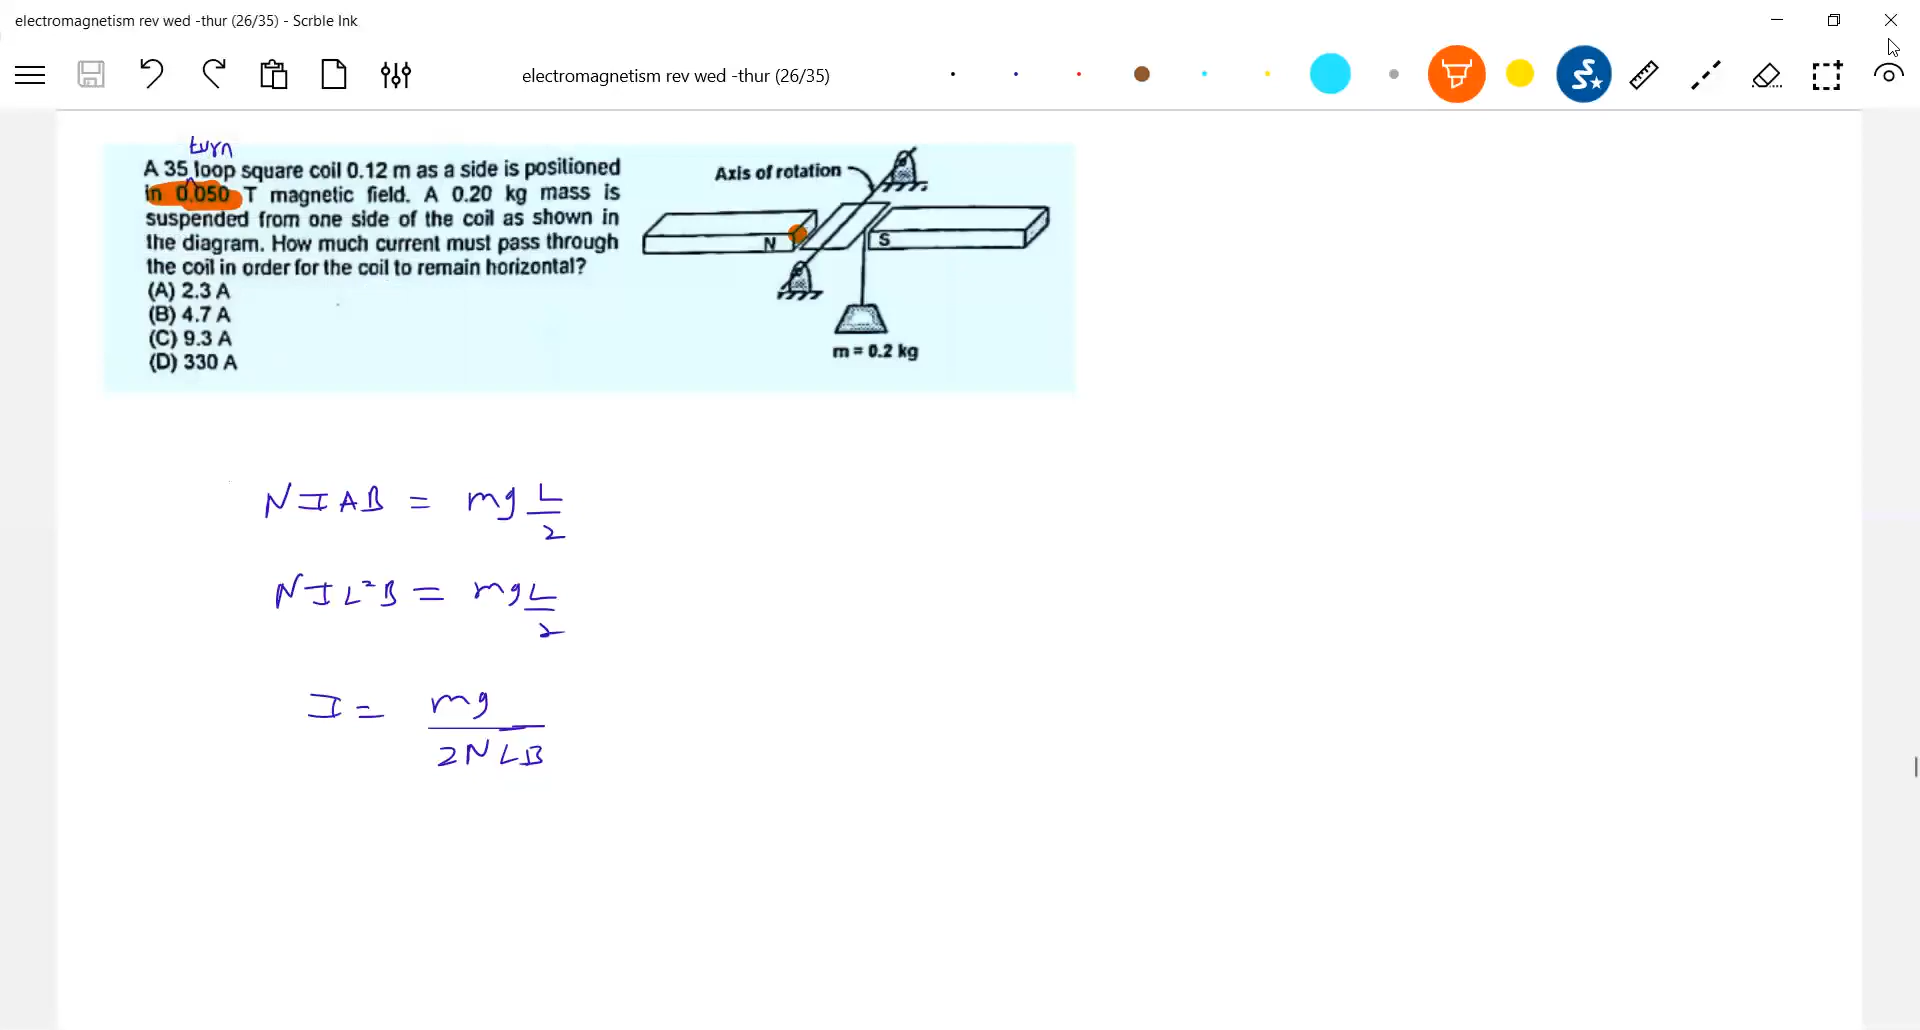 electromagnetism rev wed -thur (26/35) - Scrble Ink
electromagnetism rev wed -thur (26/35)
turn
A 35 loop square coil 0.12 m as a side is positioned
in 0.050 T magnetic field. A 0.20 kg mass is
suspended from one side of the coil as shown in
the diagram. How much current must pass through
the coil in order for the coil to remain horizontal?
(A) 2.3 A
(B) 4.7 A
(C) 9.3 A
(D) 330 A
Axis of rotation
N
S
m = 0.2 kg
NIAB = mg L/2
NIL²B = mg L/2
I = mg/2NLB